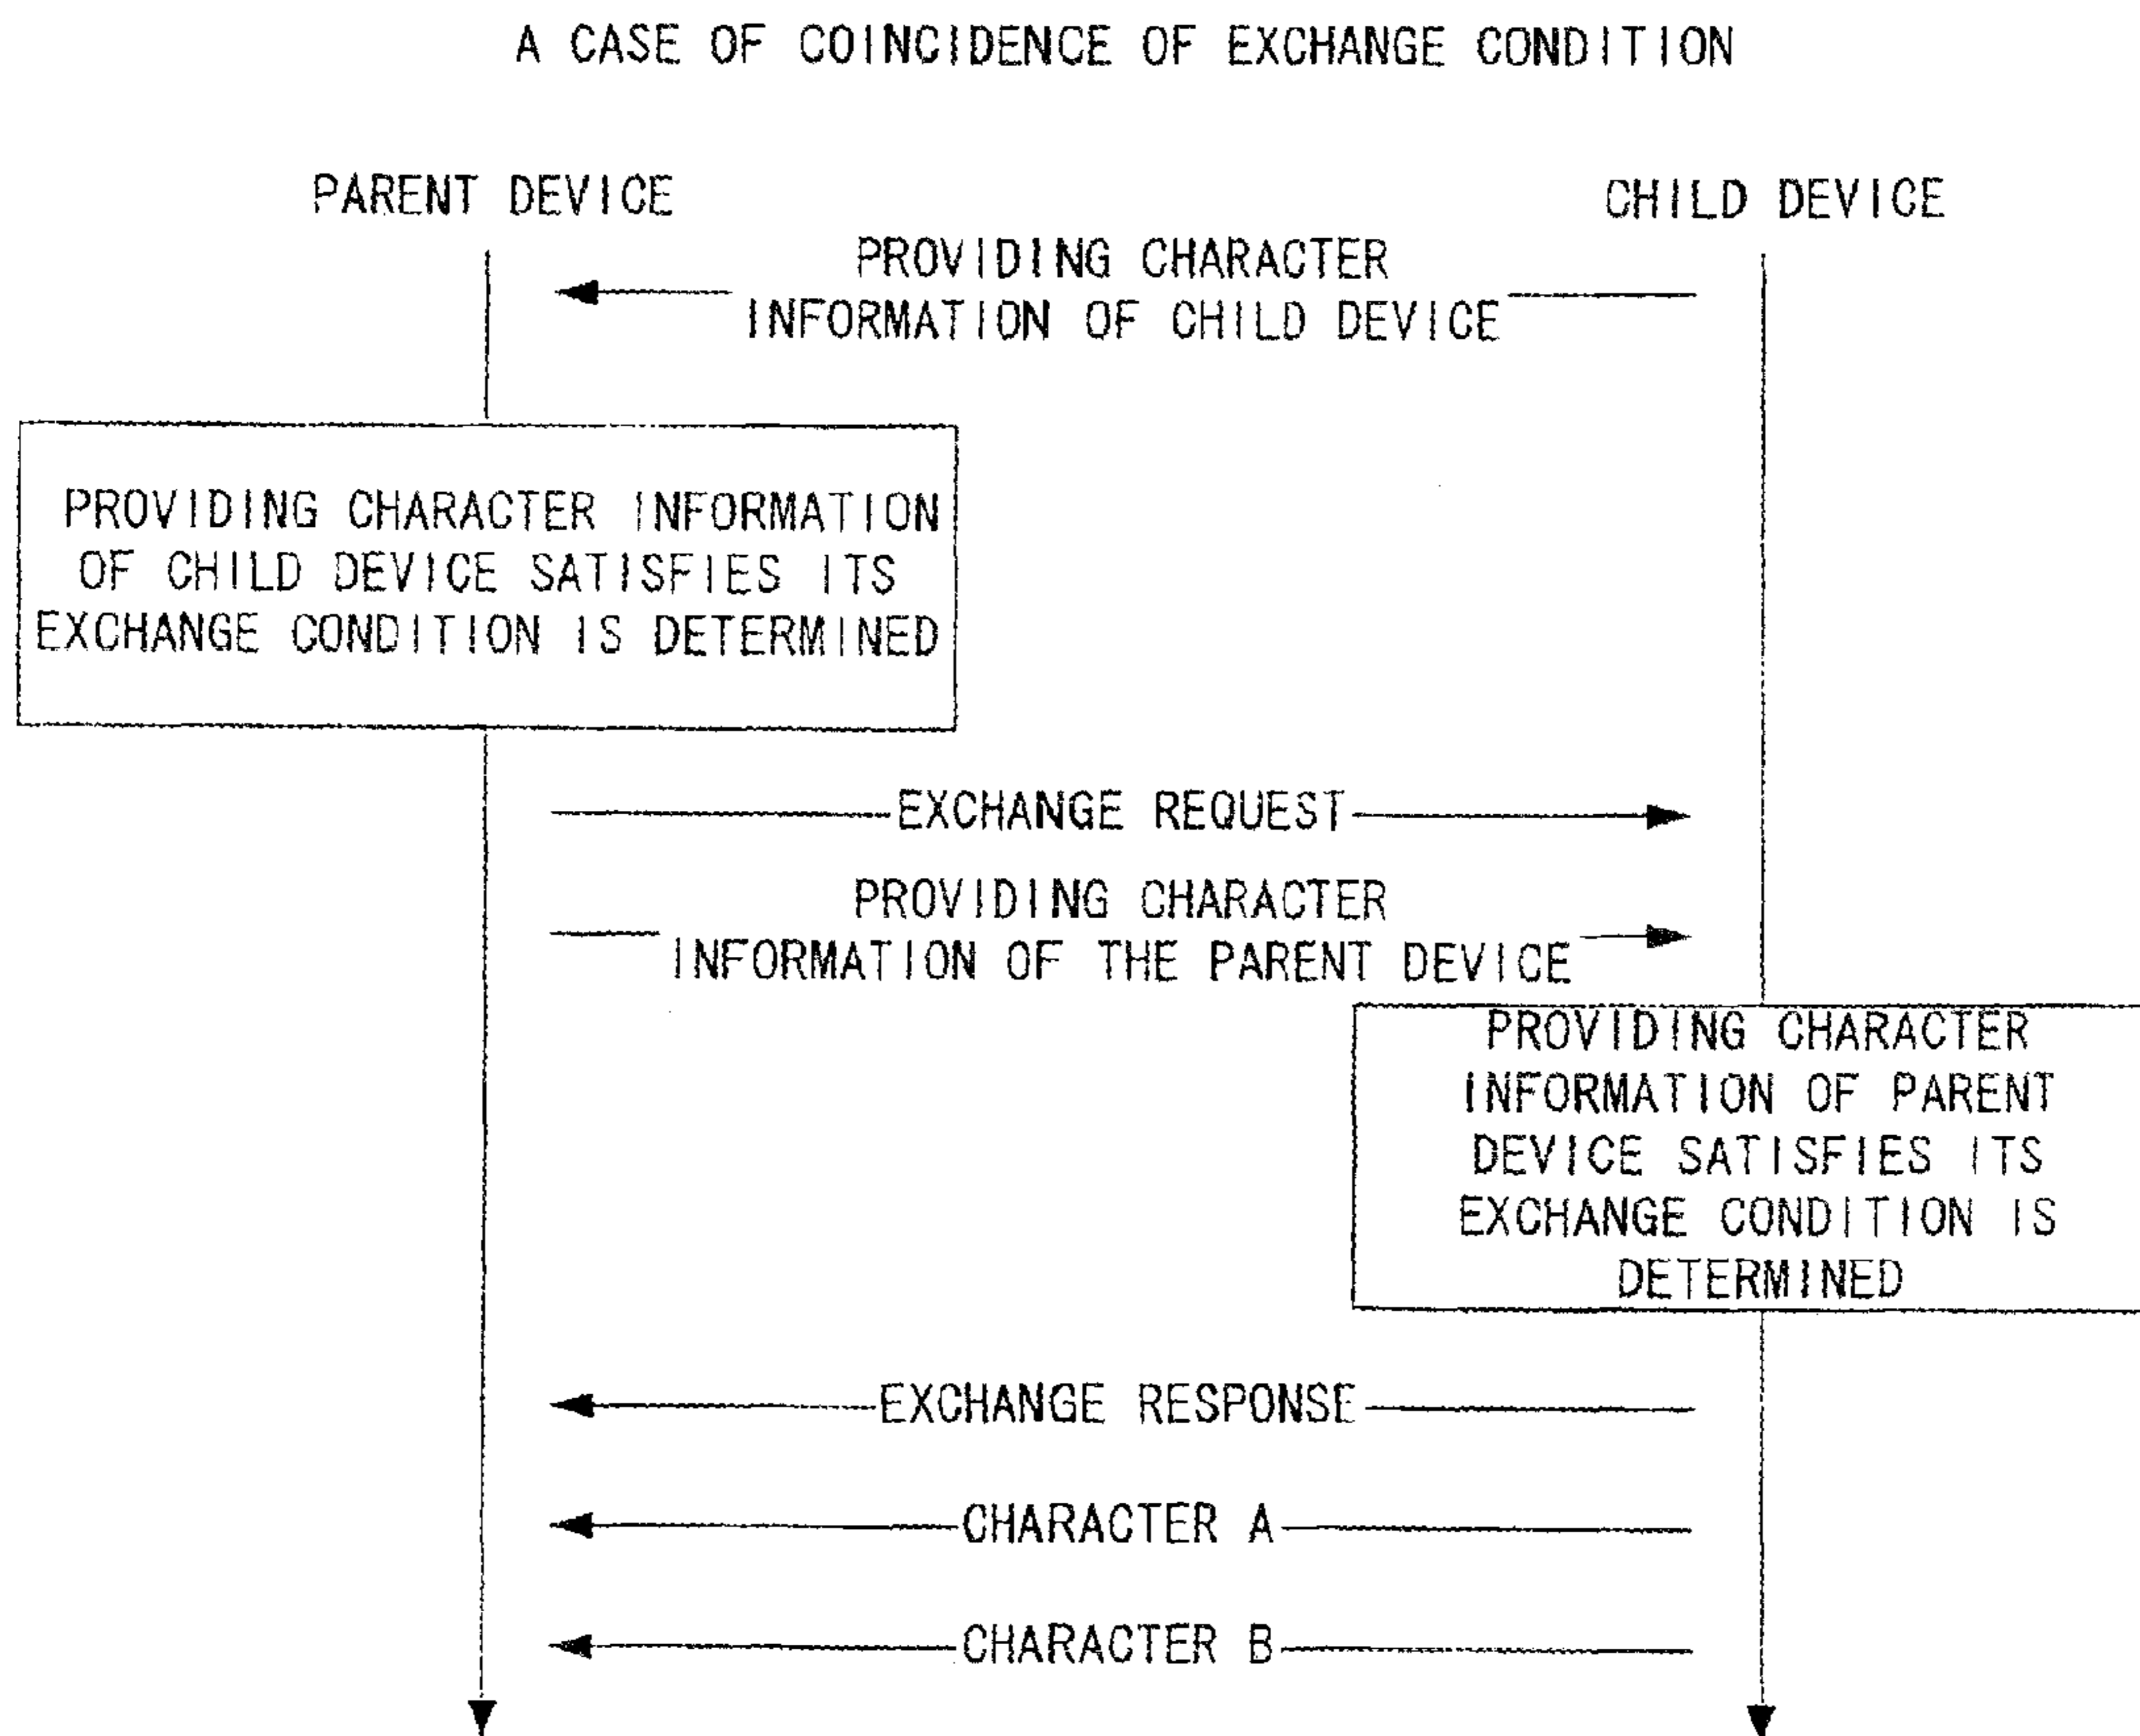 A CASE OF COINCIDENCE OF EXCHANGE CONDITION
PARENT DEVICE
CHILD DEVICE
PROVIDING CHARACTER
INFORMATION OF CHILD DEVICE
PROVIDING CHARACTER INFORMATION
OF CHILD DEVICE SATISFIES ITS
EXCHANGE CONDITION IS DETERMINED
EXCHANGE REQUEST
PROVIDING CHARACTER
INFORMATION OF THE PARENT DEVICE
PROVIDING CHARACTER
INFORMATION OF PARENT
DEVICE SATISFIES ITS
EXCHANGE CONDITION IS
DETERMINED
EXCHANGE RESPONSE
CHARACTER A
CHARACTER B